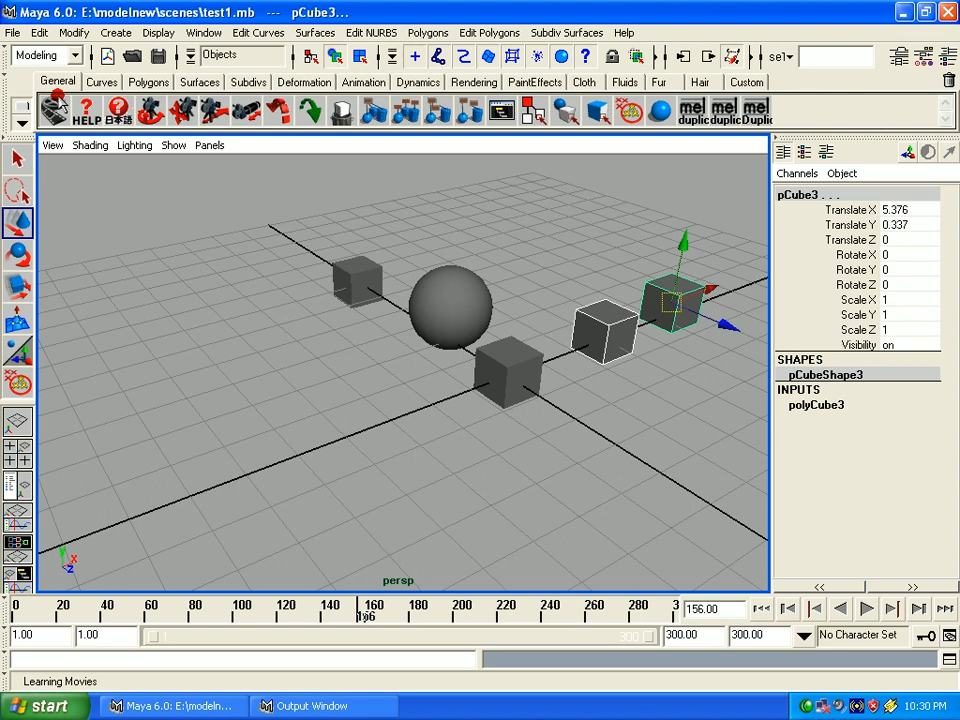 Maya 6.0: E:\modelnew\scenes\test1.mb --- pCube3...
File Edit Modify Create Display Window Edit Curves Surfaces Edit NURBS Polygons Edit Polygons Subdiv Surfaces Help
Modeling Objects sel
General Curves Polygons Surfaces Subdivs Deformation Animation Dynamics Rendering PaintEffects Cloth Fluids Fur Hair Custom
HELP 日本語 mel duplic mel duplic mel Duplic
View Shading Lighting Show Panels
Channels Object
pCube3 . . .
Translate X 5.376
Translate Y 0.337
Translate Z 0
Rotate X 0
Rotate Y 0
Rotate Z 0
Scale X 1
Scale Y 1
Scale Z 1
Visibility on
SHAPES
pCubeShape3
INPUTS
polyCube3
y x z
persp
<< >>
0 20 40 60 80 100 120 140 160 180 200 220 240 260 280 3 156.00
156
1.00 1.00 1 300 300.00 300.00 No Character Set
Learning Movies
start Maya 6.0: E:\modeln... Output Window 10:30 PM